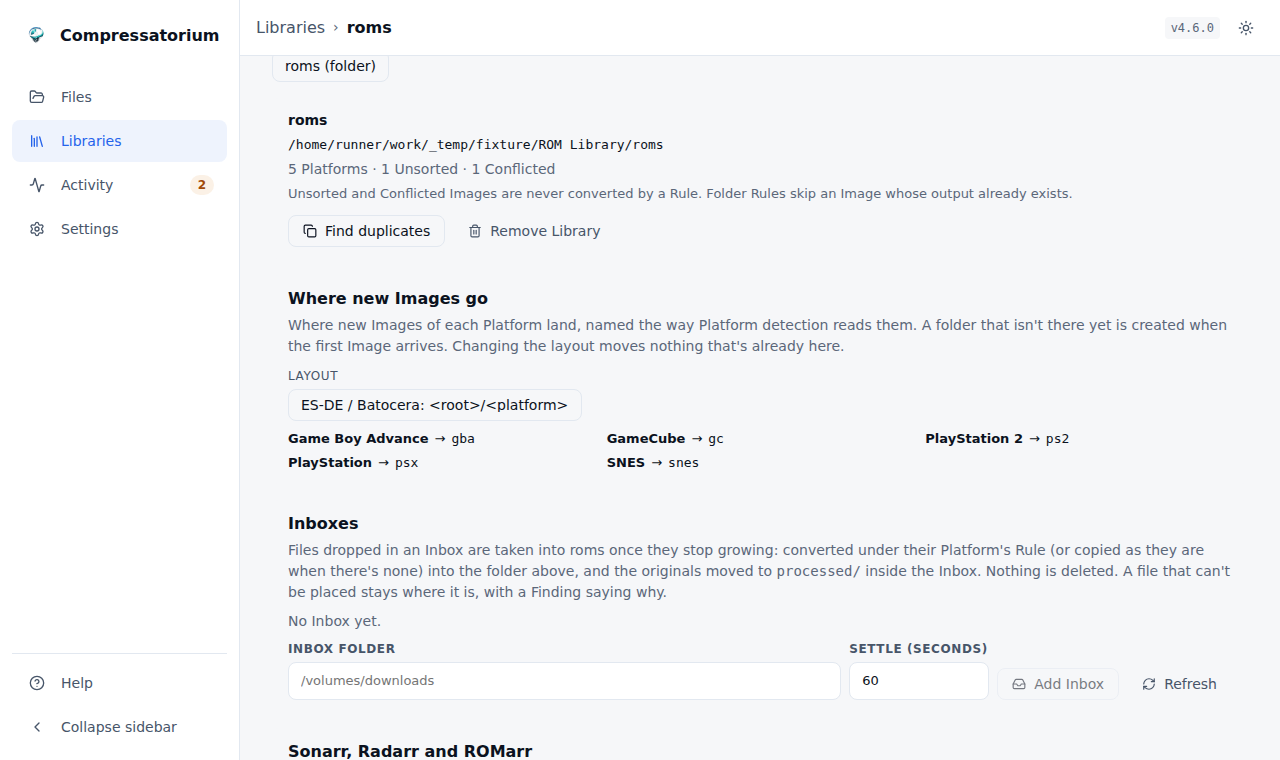 Compressatorium
Files
Libraries
Activity
2
Settings
Help
Collapse sidebar
Libraries › roms
v4.6.0
roms (folder)
roms
/home/runner/work/_temp/fixture/ROM Library/roms
5 Platforms · 1 Unsorted · 1 Conflicted
Unsorted and Conflicted Images are never converted by a Rule. Folder Rules skip an Image whose output already exists.
Find duplicates
Remove Library
Where new Images go
Where new Images of each Platform land, named the way Platform detection reads them. A folder that isn't there yet is created when
the first Image arrives. Changing the layout moves nothing that's already here.
LAYOUT
ES-DE / Batocera: <root>/<platform>
Game Boy Advance → gba
GameCube → gc
PlayStation 2 → ps2
PlayStation → psx
SNES → snes
Inboxes
Files dropped in an Inbox are taken into roms once they stop growing: converted under their Platform's Rule (or copied as they are
when there's none) into the folder above, and the originals moved to processed/ inside the Inbox. Nothing is deleted. A file that can't
be placed stays where it is, with a Finding saying why.
No Inbox yet.
INBOX FOLDER
SETTLE (SECONDS)
/volumes/downloads
60
Add Inbox
Refresh
Sonarr, Radarr and ROMarr